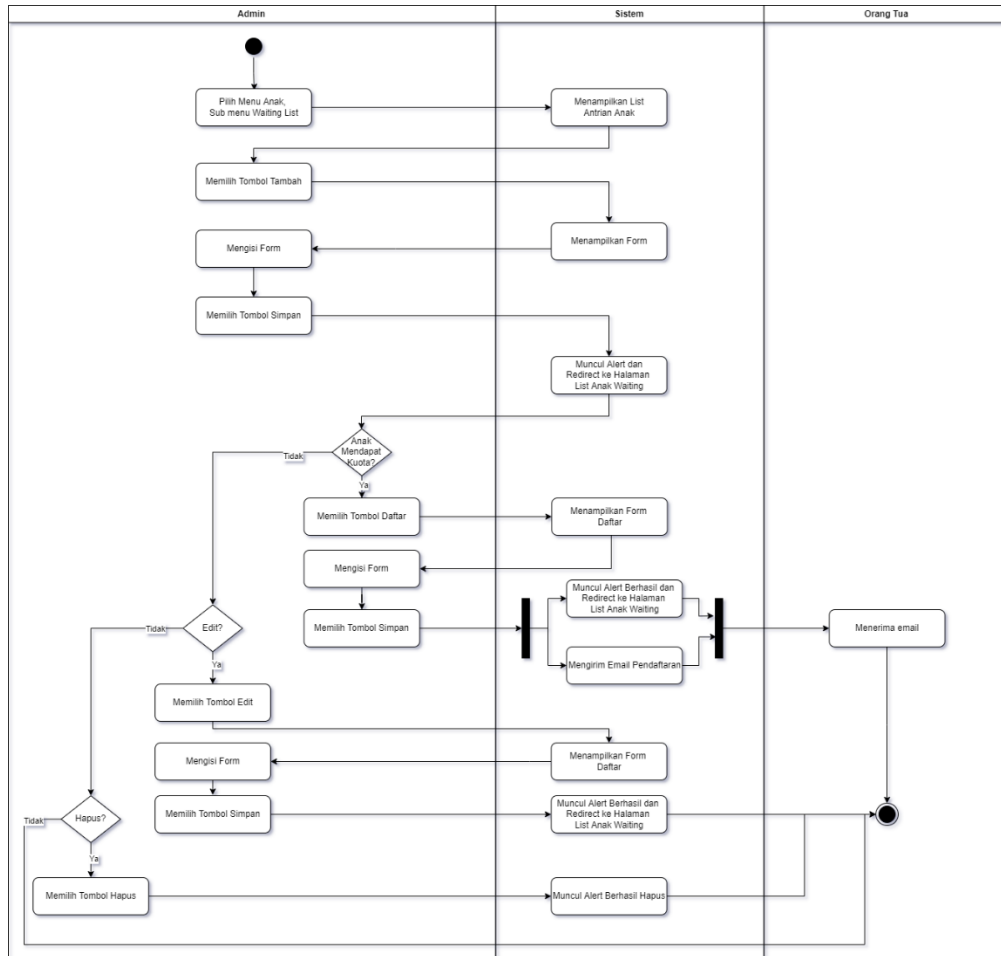 Admin
Sistem
Orang Tua
Pilih Menu Anak,
Sub menu Waiting List
Menampilkan List
Antrian Anak
Memilih Tombol Tambah
Menampilkan Form
Mengisi Form
Memilih Tombol Simpan
Muncul Alert dan
Redirect ke Halaman
List Anak Waiting
Anak
Mendapat
Kuota?
Tidak
Ya
Memilih Tombol Daftar
Menampilkan Form
Daftar
Mengisi Form
Muncul Alert Berhasil dan
Redirect ke Halaman
List Anak Waiting
Memilih Tombol Simpan
Mengirim Email Pendaftaran
Menerima email
Edit?
Tidak
Ya
Memilih Tombol Edit
Menampilkan Form
Daftar
Mengisi Form
Memilih Tombol Simpan
Muncul Alert Berhasil dan
Redirect ke Halaman
List Anak Waiting
Hapus?
Tidak
Ya
Memilih Tombol Hapus
Muncul Alert Berhasil Hapus